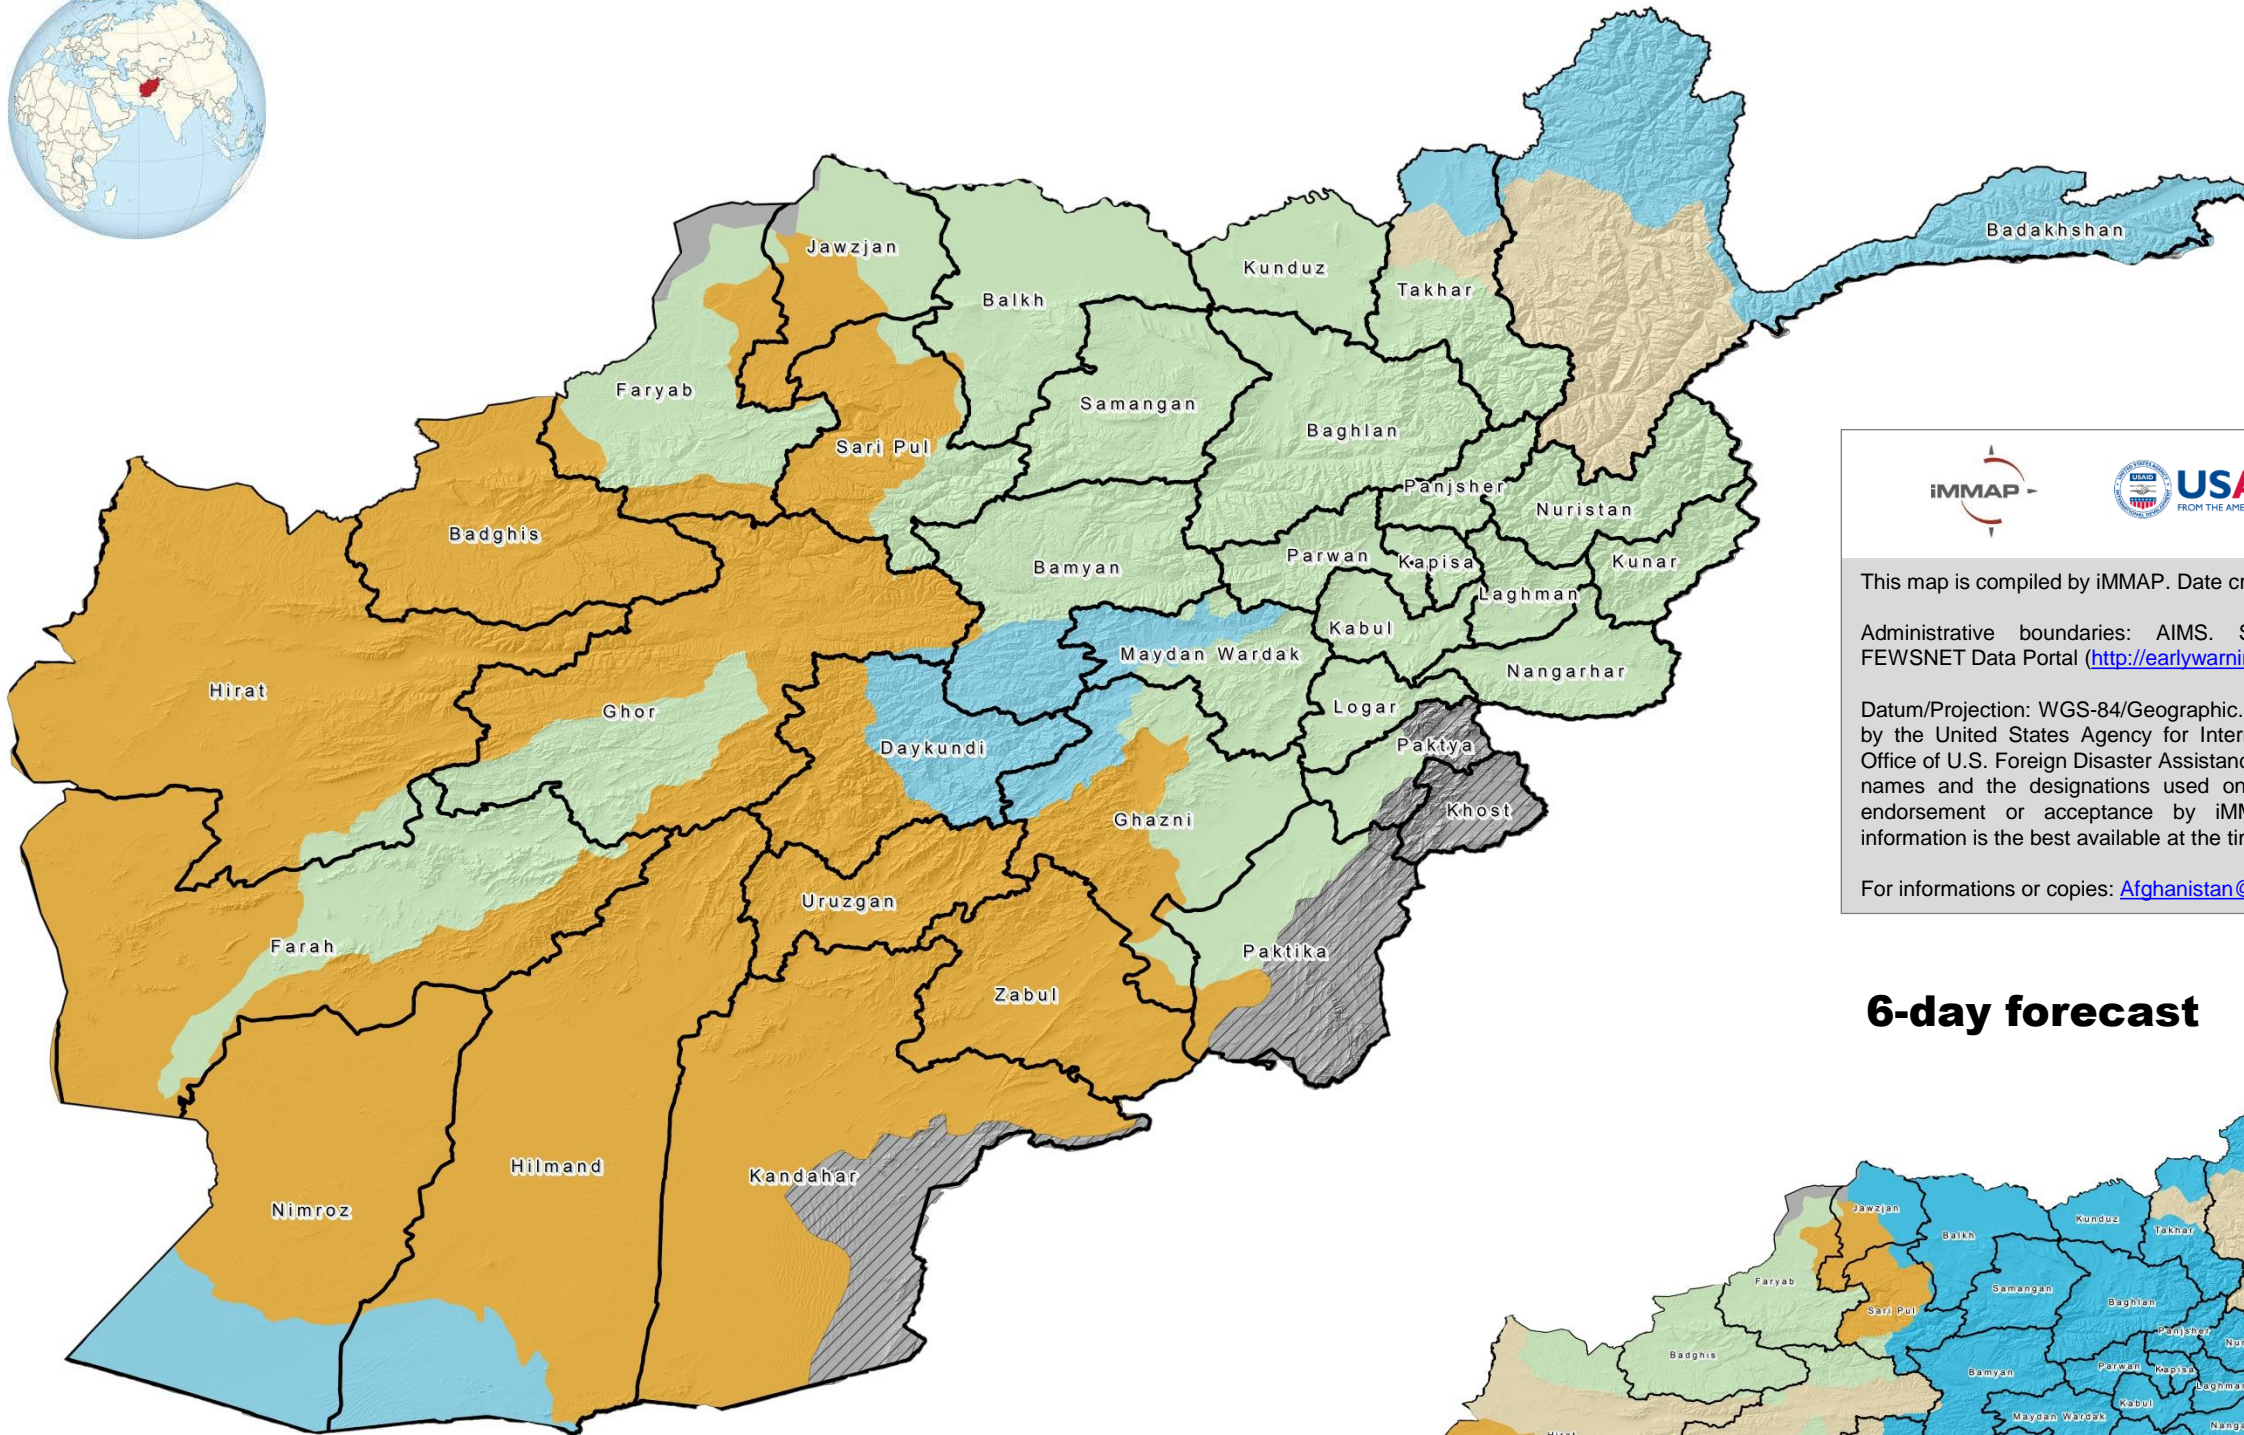 Badakhshan
Jawzjan
Kunduz
Balkh
Takhar
Faryab
Samangan
Baghlan
Sari Pul
Panjsher
Nuristan
Badghis
Parwan
Kapisa
Kunar
Bamyan
Laghman
Kabul
Maydan Wardak
Nangarhar
Hirat
Ghor
Logar
Daykundi
Paktya
Khost
Ghazni
Uruzgan
Farah
Paktika
Zabul
Hilmand
Kandahar
Nimroz
iMMAP
USAID
USA
FROM THE AME
This map is compiled by iMMAP. Date cr
Administrative boundaries: AIMS. S
FEWSNET Data Portal (http://earlywarni
Datum/Projection: WGS-84/Geographic.
by the United States Agency for Inter
Office of U.S. Foreign Disaster Assistanc
names and the designations used on
endorsement or acceptance by iMM
information is the best available at the tir
For informations or copies: Afghanistan@
6-day forecast
Jawzjan
Kunduz
Takhar
Balkh
Faryab
Samangan
Baghlan
Sari Pul
Panjsher
Nur
Badghis
Parwan
Kapisa
Bamyan
Laghman
Kabul
Maydan Wardak
Nanga